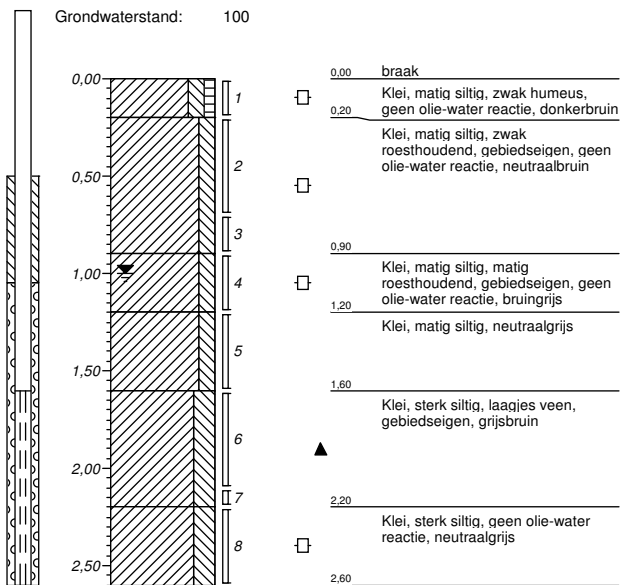 Grondwaterstand: 100
0,00
0,50
1,00
1,50
2,00
2,50
1
2
3
4
5
6
7
8
0,00 braak
Klei, matig siltig, zwak humeus,
geen olie-water reactie, donkerbruin
0,20
Klei, matig siltig, zwak
roesthoudend, gebiedseigen, geen
olie-water reactie, neutraalbruin
0,90
Klei, matig siltig, matig
roesthoudend, gebiedseigen, geen
olie-water reactie, bruingrijs
1,20
Klei, matig siltig, neutraalgrijs
1,60
Klei, sterk siltig, laagjes veen,
gebiedseigen, grijsbruin
2,20
Klei, sterk siltig, geen olie-water
reactie, neutraalgrijs
2,60